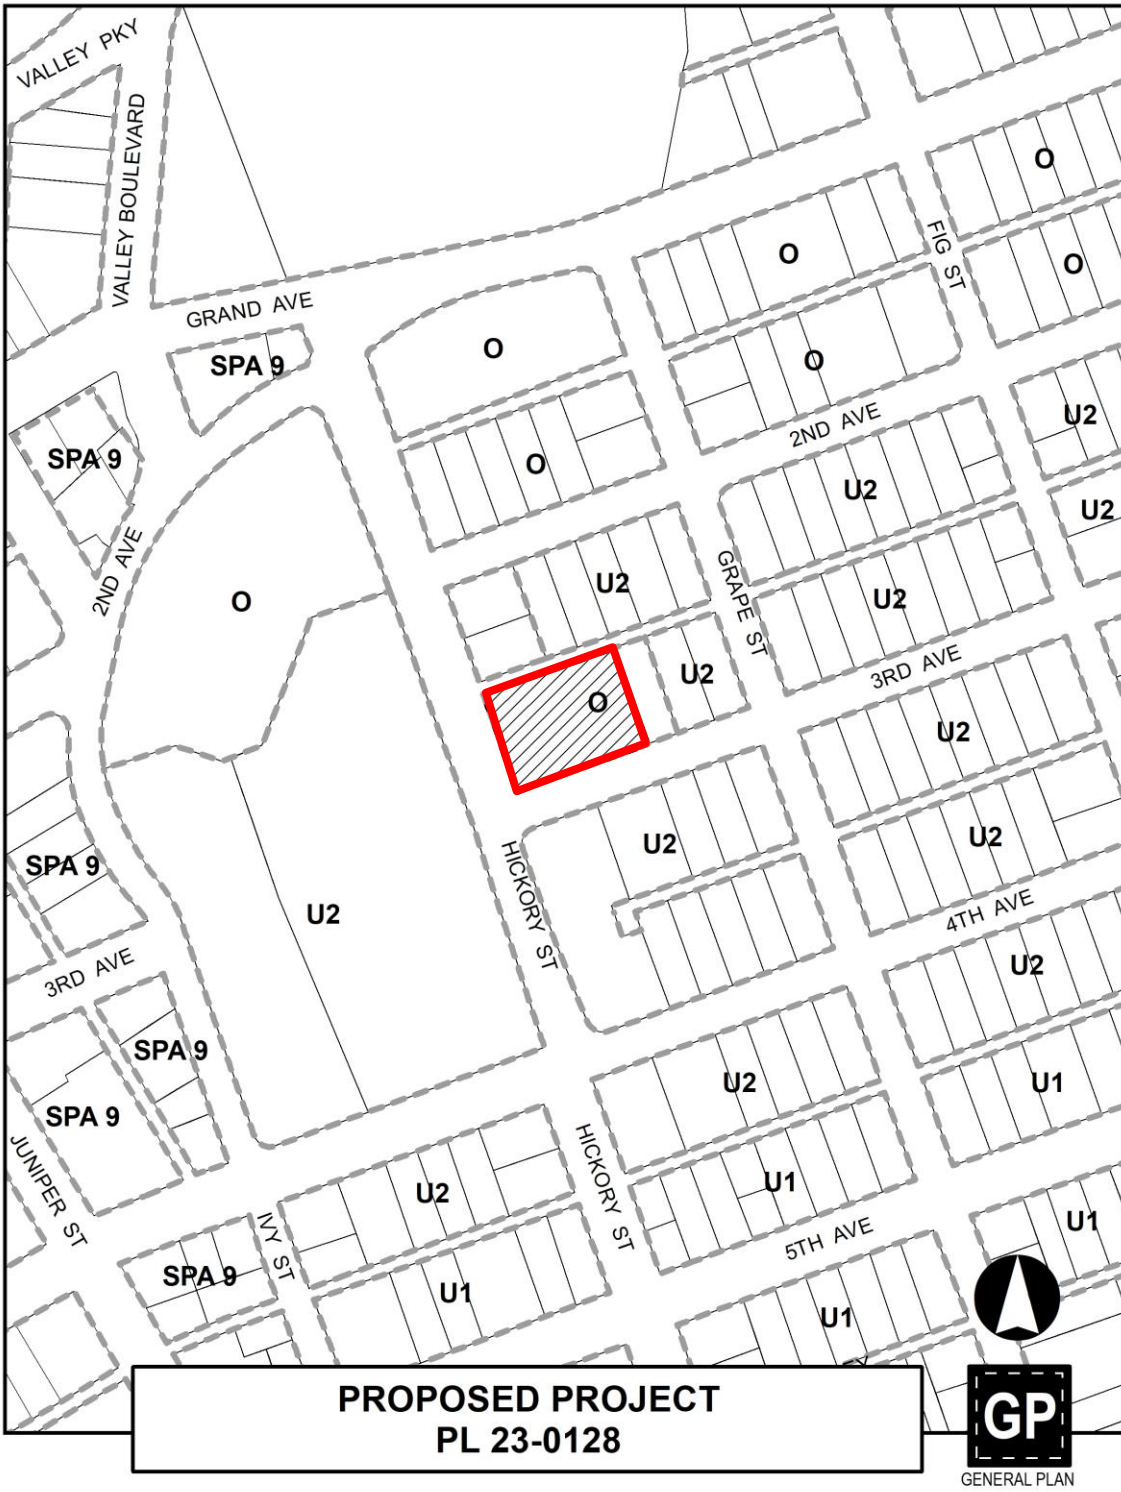 VALLEY PKY
VALLEY BOULEVARD
O
FIG ST
O
O
GRAND AVE
O
SPA 9
O
2ND AVE
U2
SPA 9
O
U2
U2
2ND AVE
O
U2
GRAPE ST
U2
3RD AVE
U2
O
U2
U2
U2
HICKORY ST
SPA 9
U2
4TH AVE
3RD AVE
U2
SPA 9
U2
U1
SPA 9
JUNIPER ST
U2
HICKORY ST
U1
5TH AVE
U1
IVY ST
SPA 9
U1
U1
PROPOSED PROJECT
PL 23-0128
GP
GENERAL PLAN